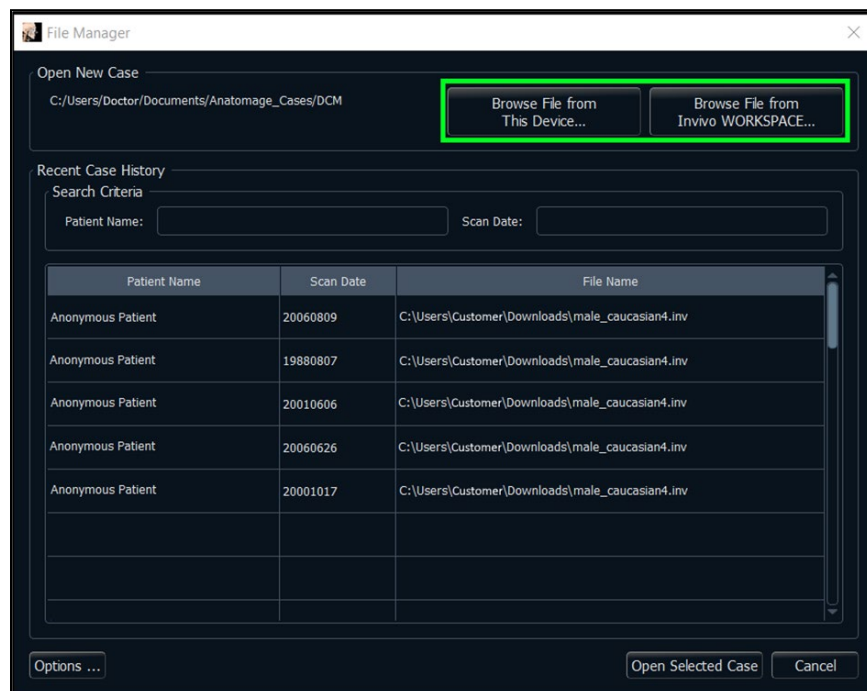 File Manager
Open New Case
C:/Users/Doctor/Documents/Anatomage_Cases/DCM
Browse File from
This Device...
Browse File from
Invivo WORKSPACE...
Recent Case History
Search Criteria
Patient Name:
Scan Date:
Patient Name Scan Date File Name
Anonymous Patient 20060809 C:\Users\Customer\Downloads\male_caucasian4.inv
Anonymous Patient 19880807 C:\Users\Customer\Downloads\male_caucasian4.inv
Anonymous Patient 20010606 C:\Users\Customer\Downloads\male_caucasian4.inv
Anonymous Patient 20060626 C:\Users\Customer\Downloads\male_caucasian4.inv
Anonymous Patient 20001017 C:\Users\Customer\Downloads\male_caucasian4.inv
Options ... Open Selected Case Cancel